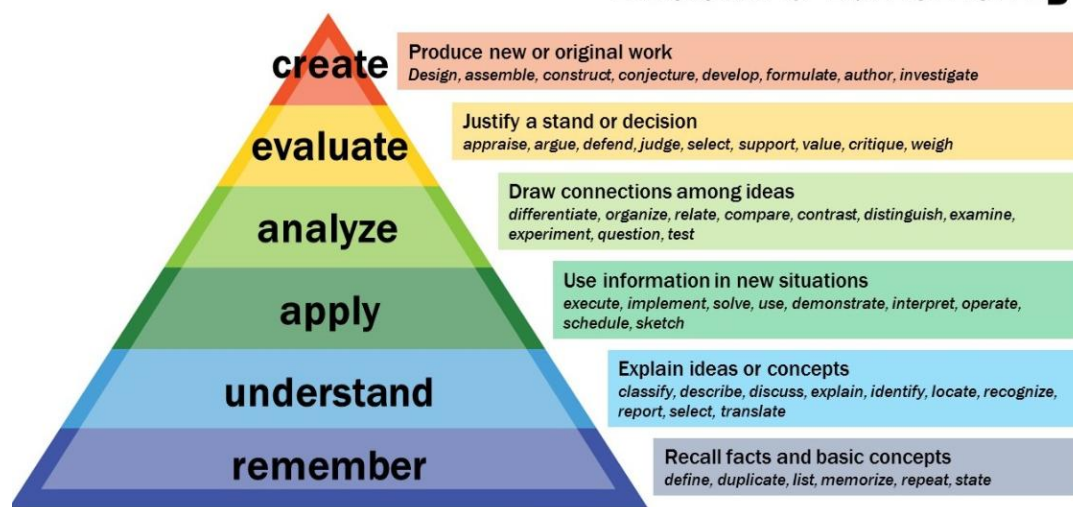 create
Produce new or original work
Design, assemble, construct, conjecture, develop, formulate, author, investigate
evaluate
Justify a stand or decision
appraise, argue, defend, judge, select, support, value, critique, weigh
analyze
Draw connections among ideas
differentiate, organize, relate, compare, contrast, distinguish, examine,
experiment, question, test
apply
Use information in new situations
execute, implement, solve, use, demonstrate, interpret, operate,
schedule, sketch
understand
Explain ideas or concepts
classify, describe, discuss, explain, identify, locate, recognize,
report, select, translate
remember
Recall facts and basic concepts
define, duplicate, list, memorize, repeat, state